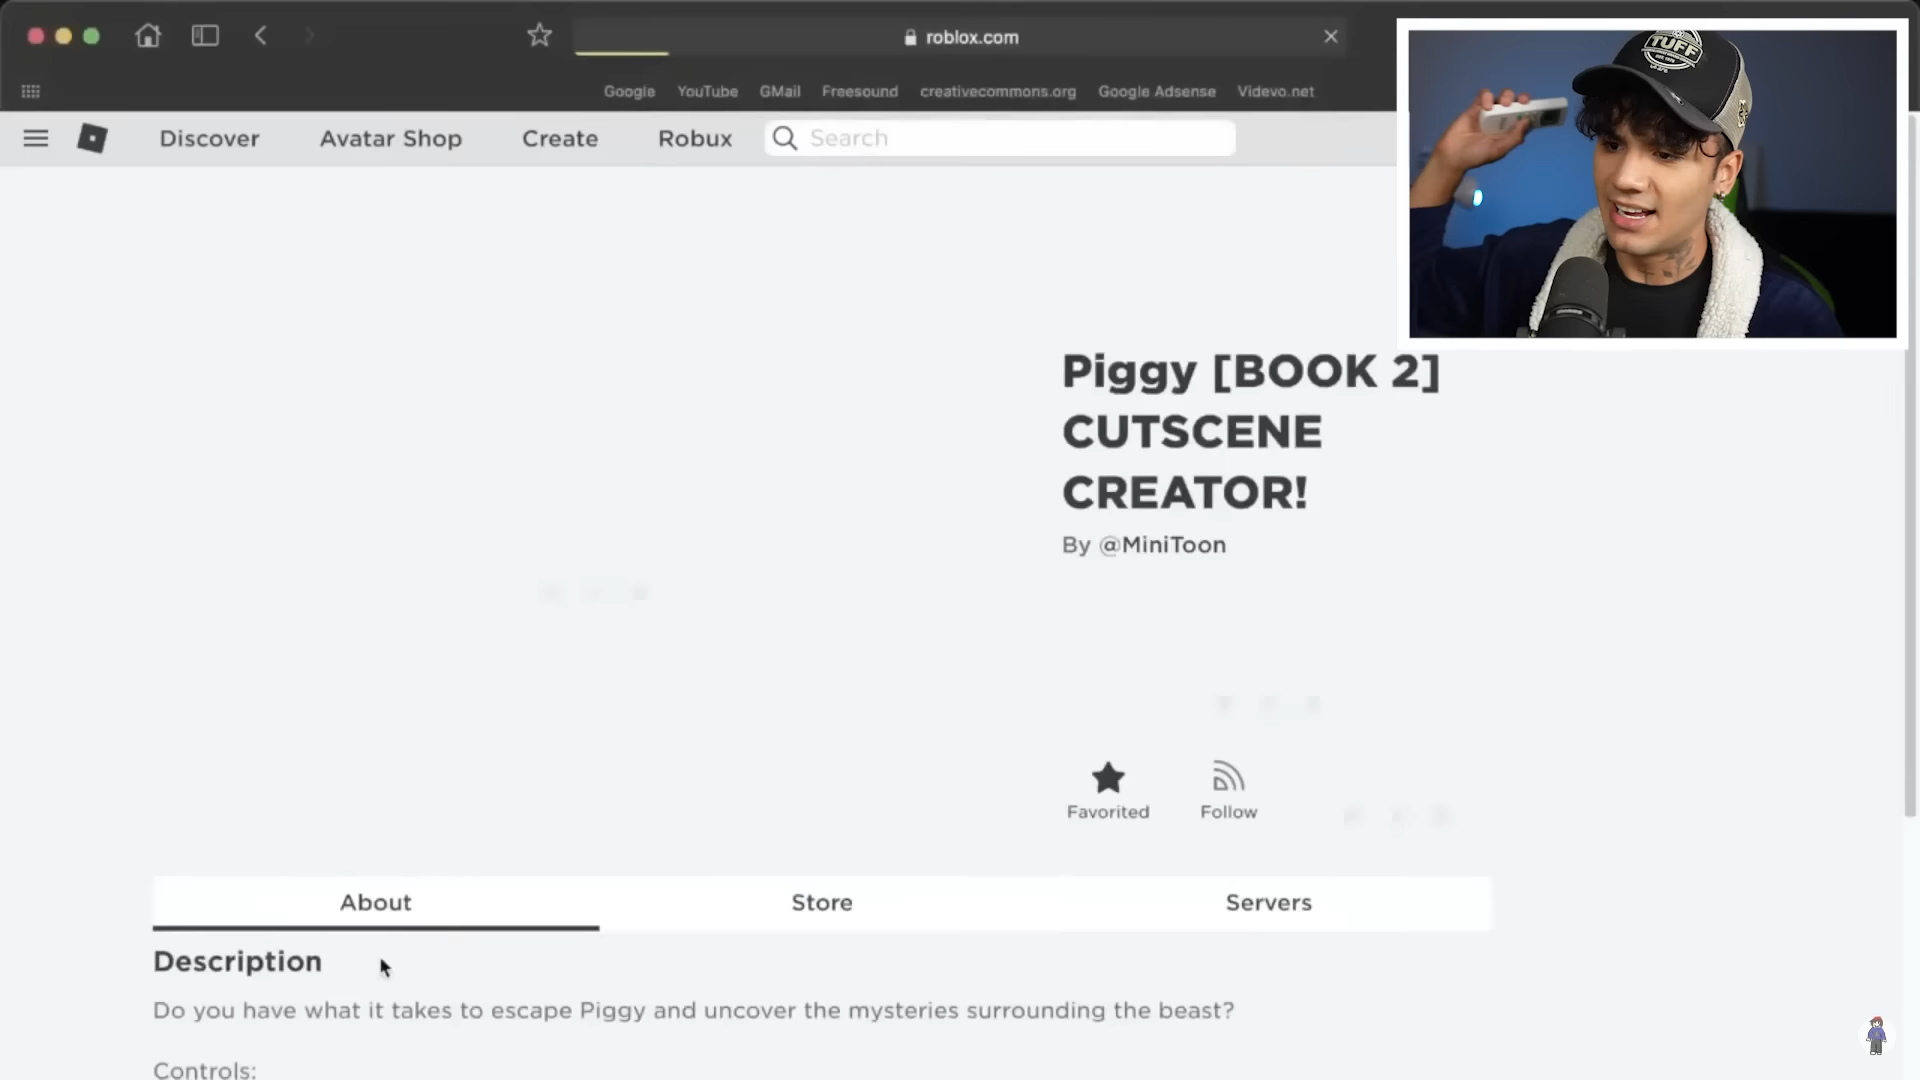 roblox.com
Google YouTube GMail Freesound creativecommons.org Google Adsense Videvo.net
Discover Avatar Shop Create Robux Search
TUFF
Piggy [BOOK 2]
CUTSCENE
CREATOR!
By @MiniToon
Favorited Follow
About Store Servers
Description
Do you have what it takes to escape Piggy and uncover the mysteries surrounding the beast?
Controls: